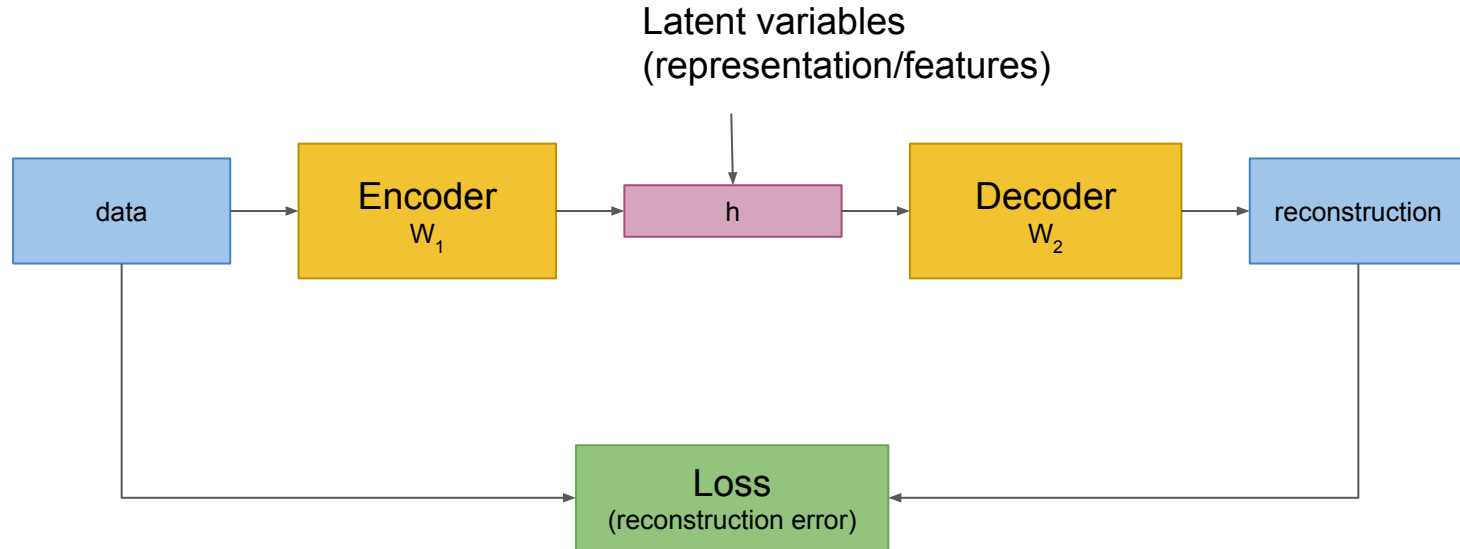 Latent variables
(representation/features)
data
Encoder
W₁
h
Decoder
W₂
reconstruction
Loss
(reconstruction error)